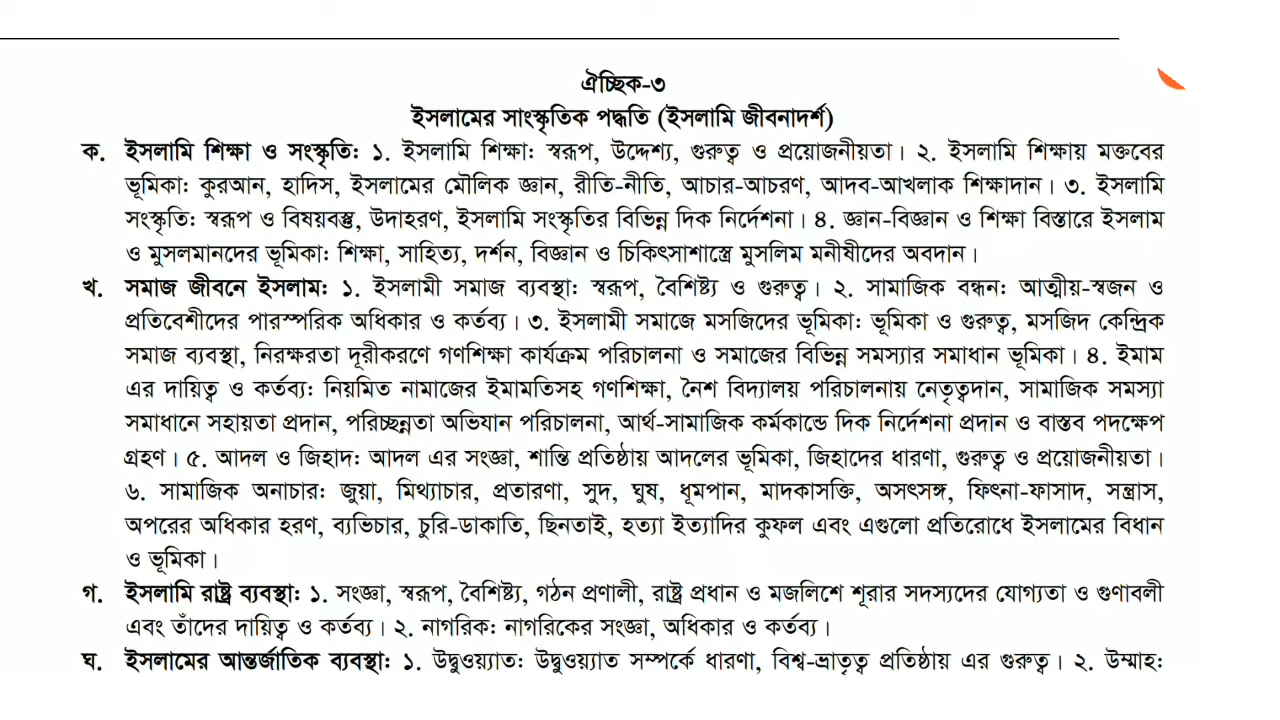 ঐচ্ছিক-৩
ইসলামের সাংস্কৃতিক পদ্ধতি (ইসলামি জীবনাদর্শ)
ক. ইসলামি শিক্ষা ও সংস্কৃতি: ১. ইসলামি শিক্ষা: স্বরূপ, উদ্দেশ্য, গুরুত্ব ও প্রয়োজনীয়তা। ২. ইসলামি শিক্ষায় মক্তবের
ভূমিকা: কুরআন, হাদিস, ইসলামের মৌলিক জ্ঞান, রীতি-নীতি, আচার-আচরণ, আদব-আখলাক শিক্ষাদান। ৩. ইসলামি
সংস্কৃতি: স্বরূপ ও বিষয়বস্তু, উদাহরণ, ইসলামি সংস্কৃতির বিভিন্ন দিক নির্দেশনা। ৪. জ্ঞান-বিজ্ঞান ও শিক্ষা বিস্তারে ইসলাম
ও মুসলমানদের ভূমিকা: শিক্ষা, সাহিত্য, দর্শন, বিজ্ঞান ও চিকিৎসাশাস্ত্রে মুসলিম মনীষীদের অবদান।
খ. সমাজ জীবনে ইসলাম: ১. ইসলামী সমাজ ব্যবস্থা: স্বরূপ, বৈশিষ্ট্য ও গুরুত্ব। ২. সামাজিক বন্ধন: আত্মীয়-স্বজন ও
প্রতিবেশীদের পারস্পরিক অধিকার ও কর্তব্য। ৩. ইসলামী সমাজে মসজিদের ভূমিকা: ভূমিকা ও গুরুত্ব, মসজিদ কেন্দ্রিক
সমাজ ব্যবস্থা, নিরক্ষরতা দূরীকরণে গণশিক্ষা কার্যক্রম পরিচালনা ও সমাজের বিভিন্ন সমস্যার সমাধান ভূমিকা। ৪. ইমাম
এর দায়িত্ব ও কর্তব্য: নিয়মিত নামাজের ইমামতিসহ গণশিক্ষা, নৈশ বিদ্যালয় পরিচালনায় নেতৃত্বদান, সামাজিক সমস্যা
সমাধানে সহায়তা প্রদান, পরিচ্ছন্নতা অভিযান পরিচালনা, আর্থ-সামাজিক কর্মকান্ডে দিক নির্দেশনা প্রদান ও বাস্তব পদক্ষেপ
গ্রহণ। ৫. আদল ও জিহাদ: আদল এর সংজ্ঞা, শান্তি প্রতিষ্ঠায় আদলের ভূমিকা, জিহাদের ধারণা, গুরুত্ব ও প্রয়োজনীয়তা।
৬. সামাজিক অনাচার: জুয়া, মিথ্যাচার, প্রতারণা, সুদ, ঘুষ, ধূমপান, মাদকাসক্তি, অসৎসঙ্গ, ফিৎনা-ফাসাদ, সন্ত্রাস,
অপরের অধিকার হরণ, ব্যভিচার, চুরি-ডাকাতি, ছিনতাই, হত্যা ইত্যাদির কুফল এবং এগুলো প্রতিরোধে ইসলামের বিধান
ও ভূমিকা।
গ. ইসলামি রাষ্ট্র ব্যবস্থা: ১. সংজ্ঞা, স্বরূপ, বৈশিষ্ট্য, গঠন প্রণালী, রাষ্ট্র প্রধান ও মজলিশে শূরার সদস্যদের যোগ্যতা ও গুণাবলী
এবং তাঁদের দায়িত্ব ও কর্তব্য। ২. নাগরিক: নাগরিকের সংজ্ঞা, অধিকার ও কর্তব্য।
ঘ. ইসলামের আন্তর্জাতিক ব্যবস্থা: ১. উদ্বুওয়্যাত: উদ্বুওয়্যাত সম্পর্কে ধারণা, বিশ্ব-ভ্রাতৃত্ব প্রতিষ্ঠায় এর গুরুত্ব। ২. উম্মাহ: